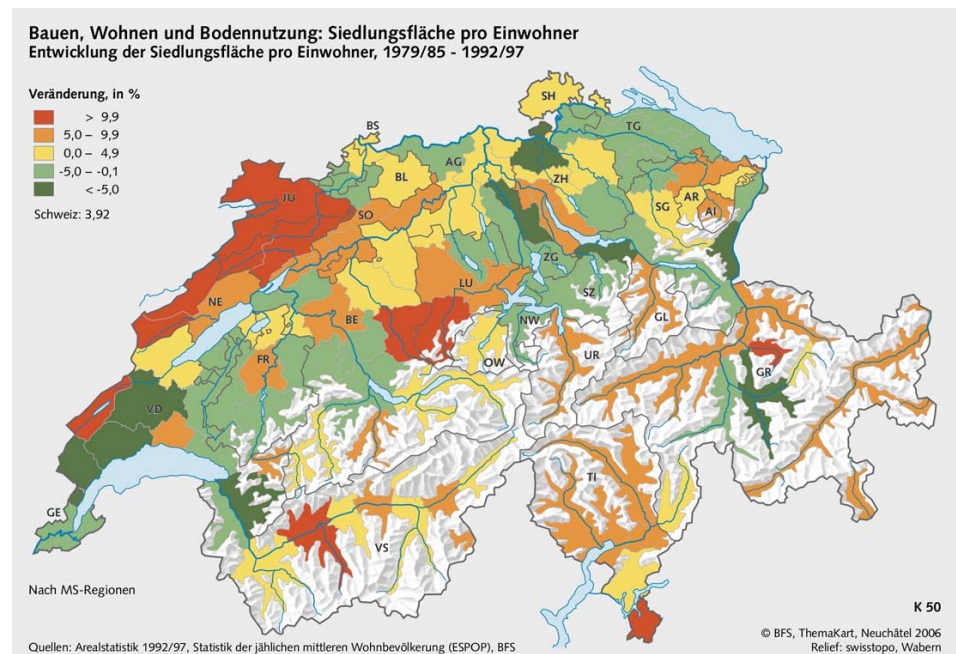 Bauen, Wohnen und Bodennutzung: Siedlungsfläche pro Einwohner
Entwicklung der Siedlungsfläche pro Einwohner, 1979/85 - 1992/97
Veränderung, in %
> 9,9
5,0 – 9,9
0,0 – 4,9
-5,0 – -0,1
< -5,0
Schweiz: 3,92
SH
BS
TG
AG
BL
ZH
JU
SO
SG
AR
AI
ZG
LU
SZ
NE
BE
NW
GL
FR
OW
UR
GR
VD
TI
GE
VS
Nach MS-Regionen
K 50
© BFS, ThemaKart, Neuchâtel 2006
Quellen: Arealstatistik 1992/97, Statistik der jählichen mittleren Wohnbevölkerung (ESPOP), BFS
Relief: swisstopo, Wabern